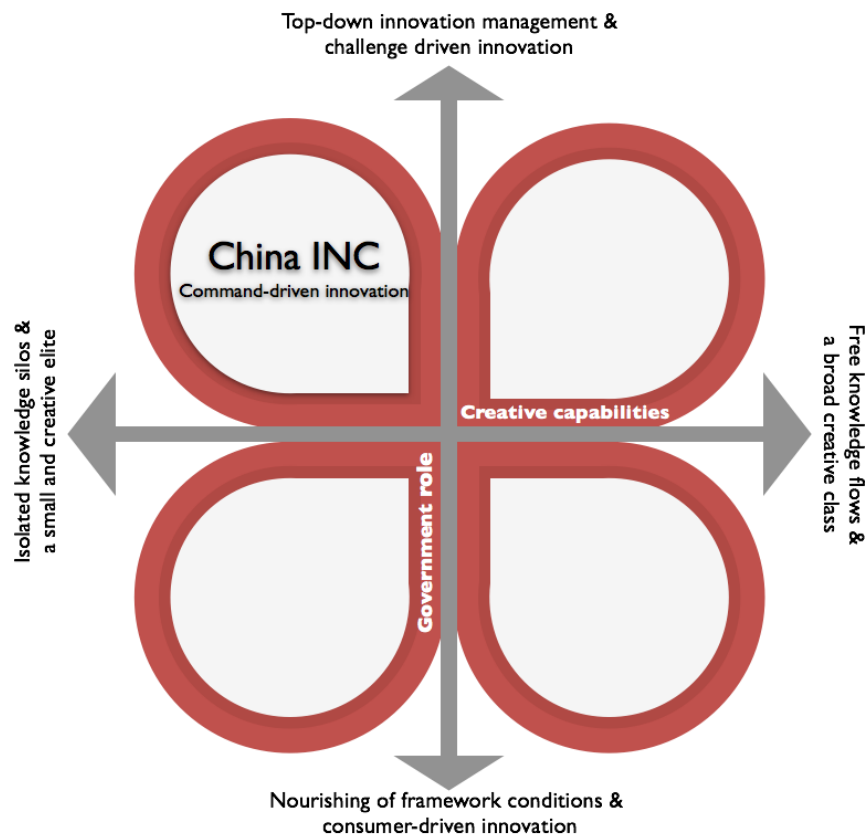 Top-down innovation management &
challenge driven innovation
China INC
Command-driven innovation
Isolated knowledge silos &
a small and creative elite
Creative capabilities
Free knowledge flows &
a broad creative class
Government role
Nourishing of framework conditions &
consumer-driven innovation